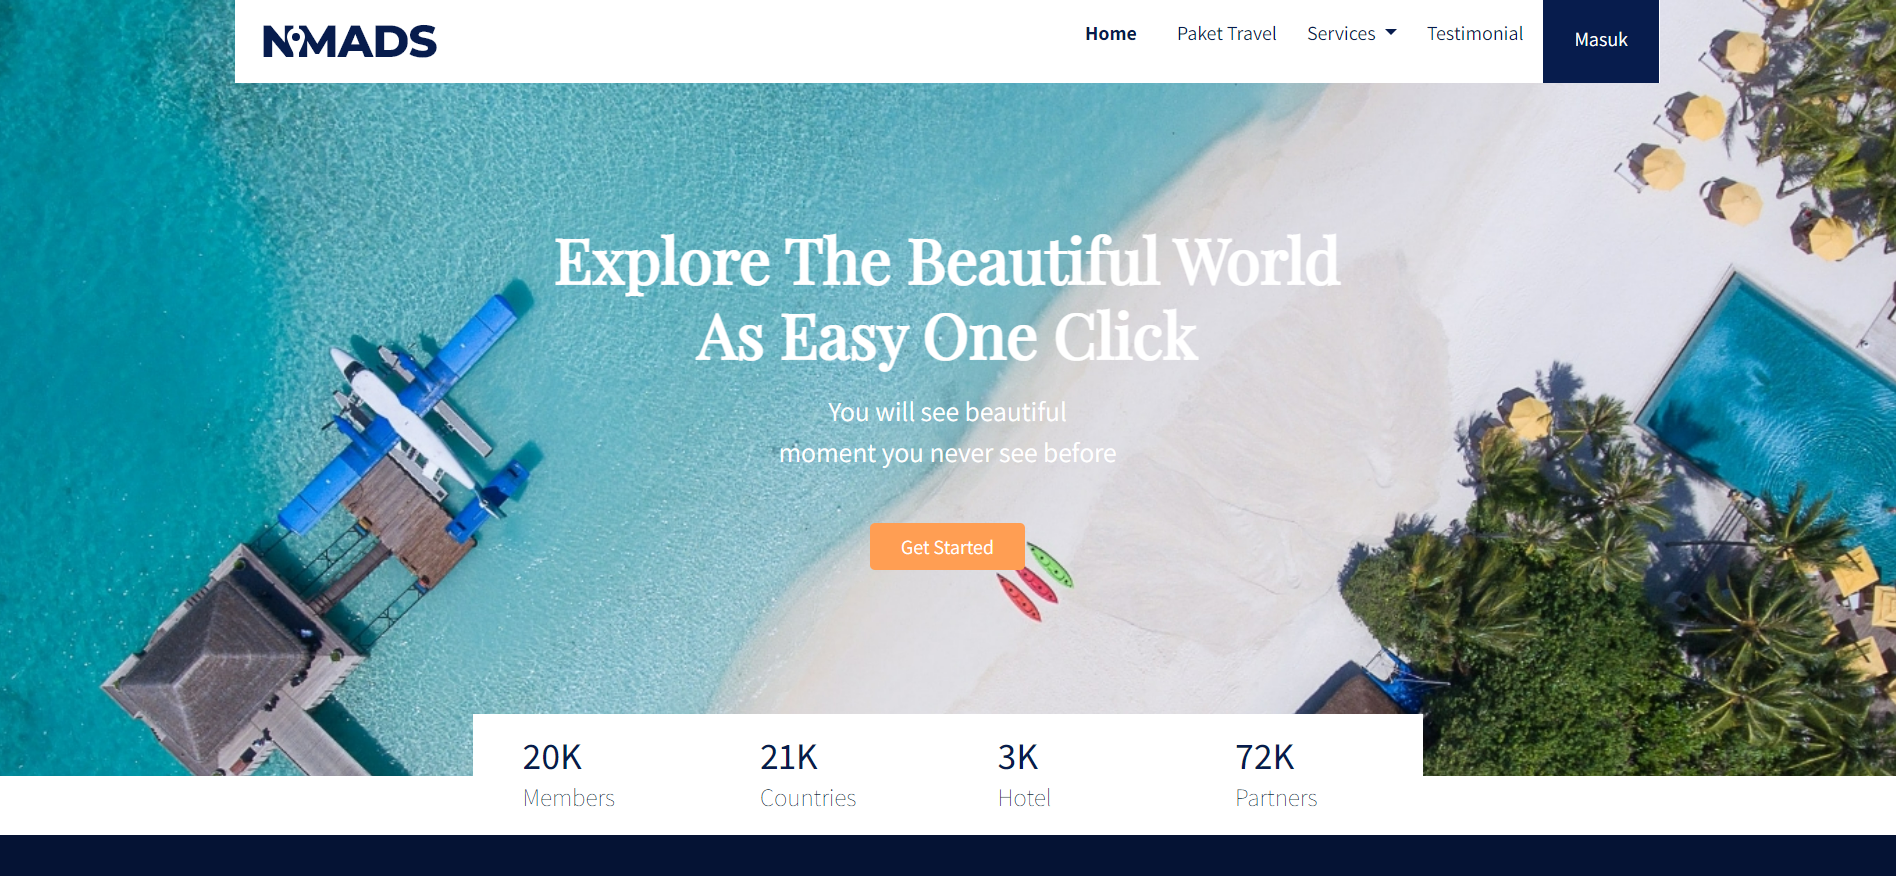 NOMADS
Home Paket Travel Services Testimonial Masuk
Explore The Beautiful World
As Easy One Click
You will see beautiful
moment you never see before
Get Started
20K 21K 3K 72K
Members Countries Hotel Partners